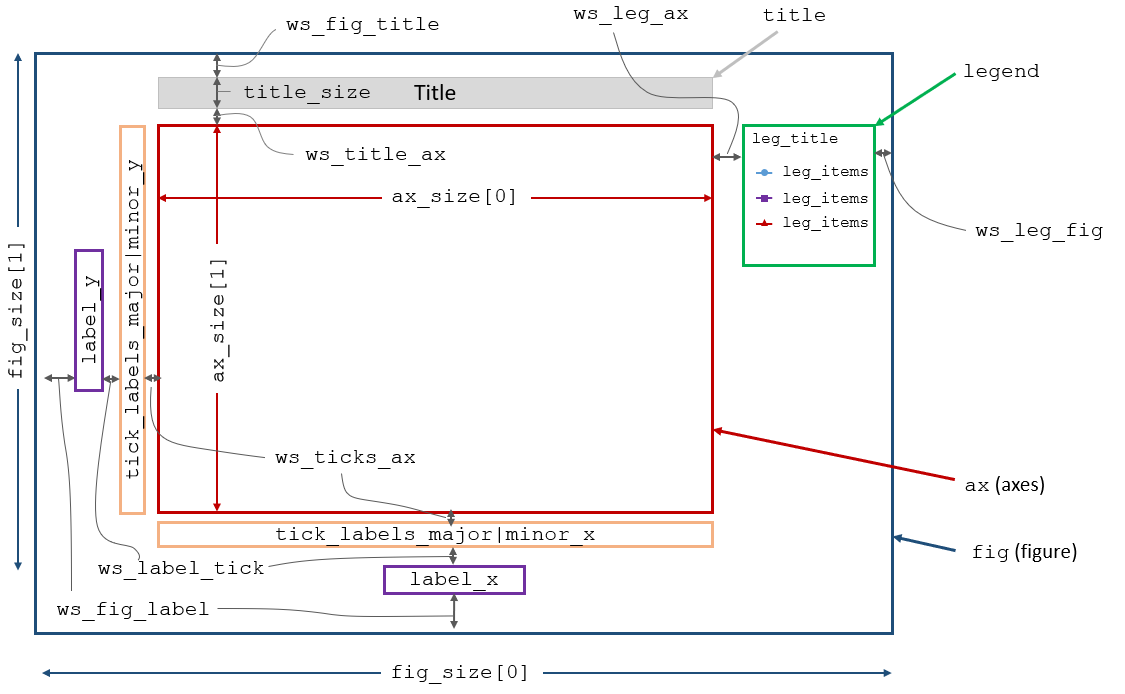 ws_fig_title
ws_leg_ax
title
legend
title_size
Title
ws_title_ax
leg_title
leg_items
leg_items
leg_items
ax_size[0]
ws_leg_fig
fig_size[1]
label_y
tick_labels_major|minor_y
ax_size[1]
ws_ticks_ax
ax (axes)
tick_labels_major|minor_x
fig (figure)
ws_label_tick
label_x
ws_fig_label
fig_size[0]